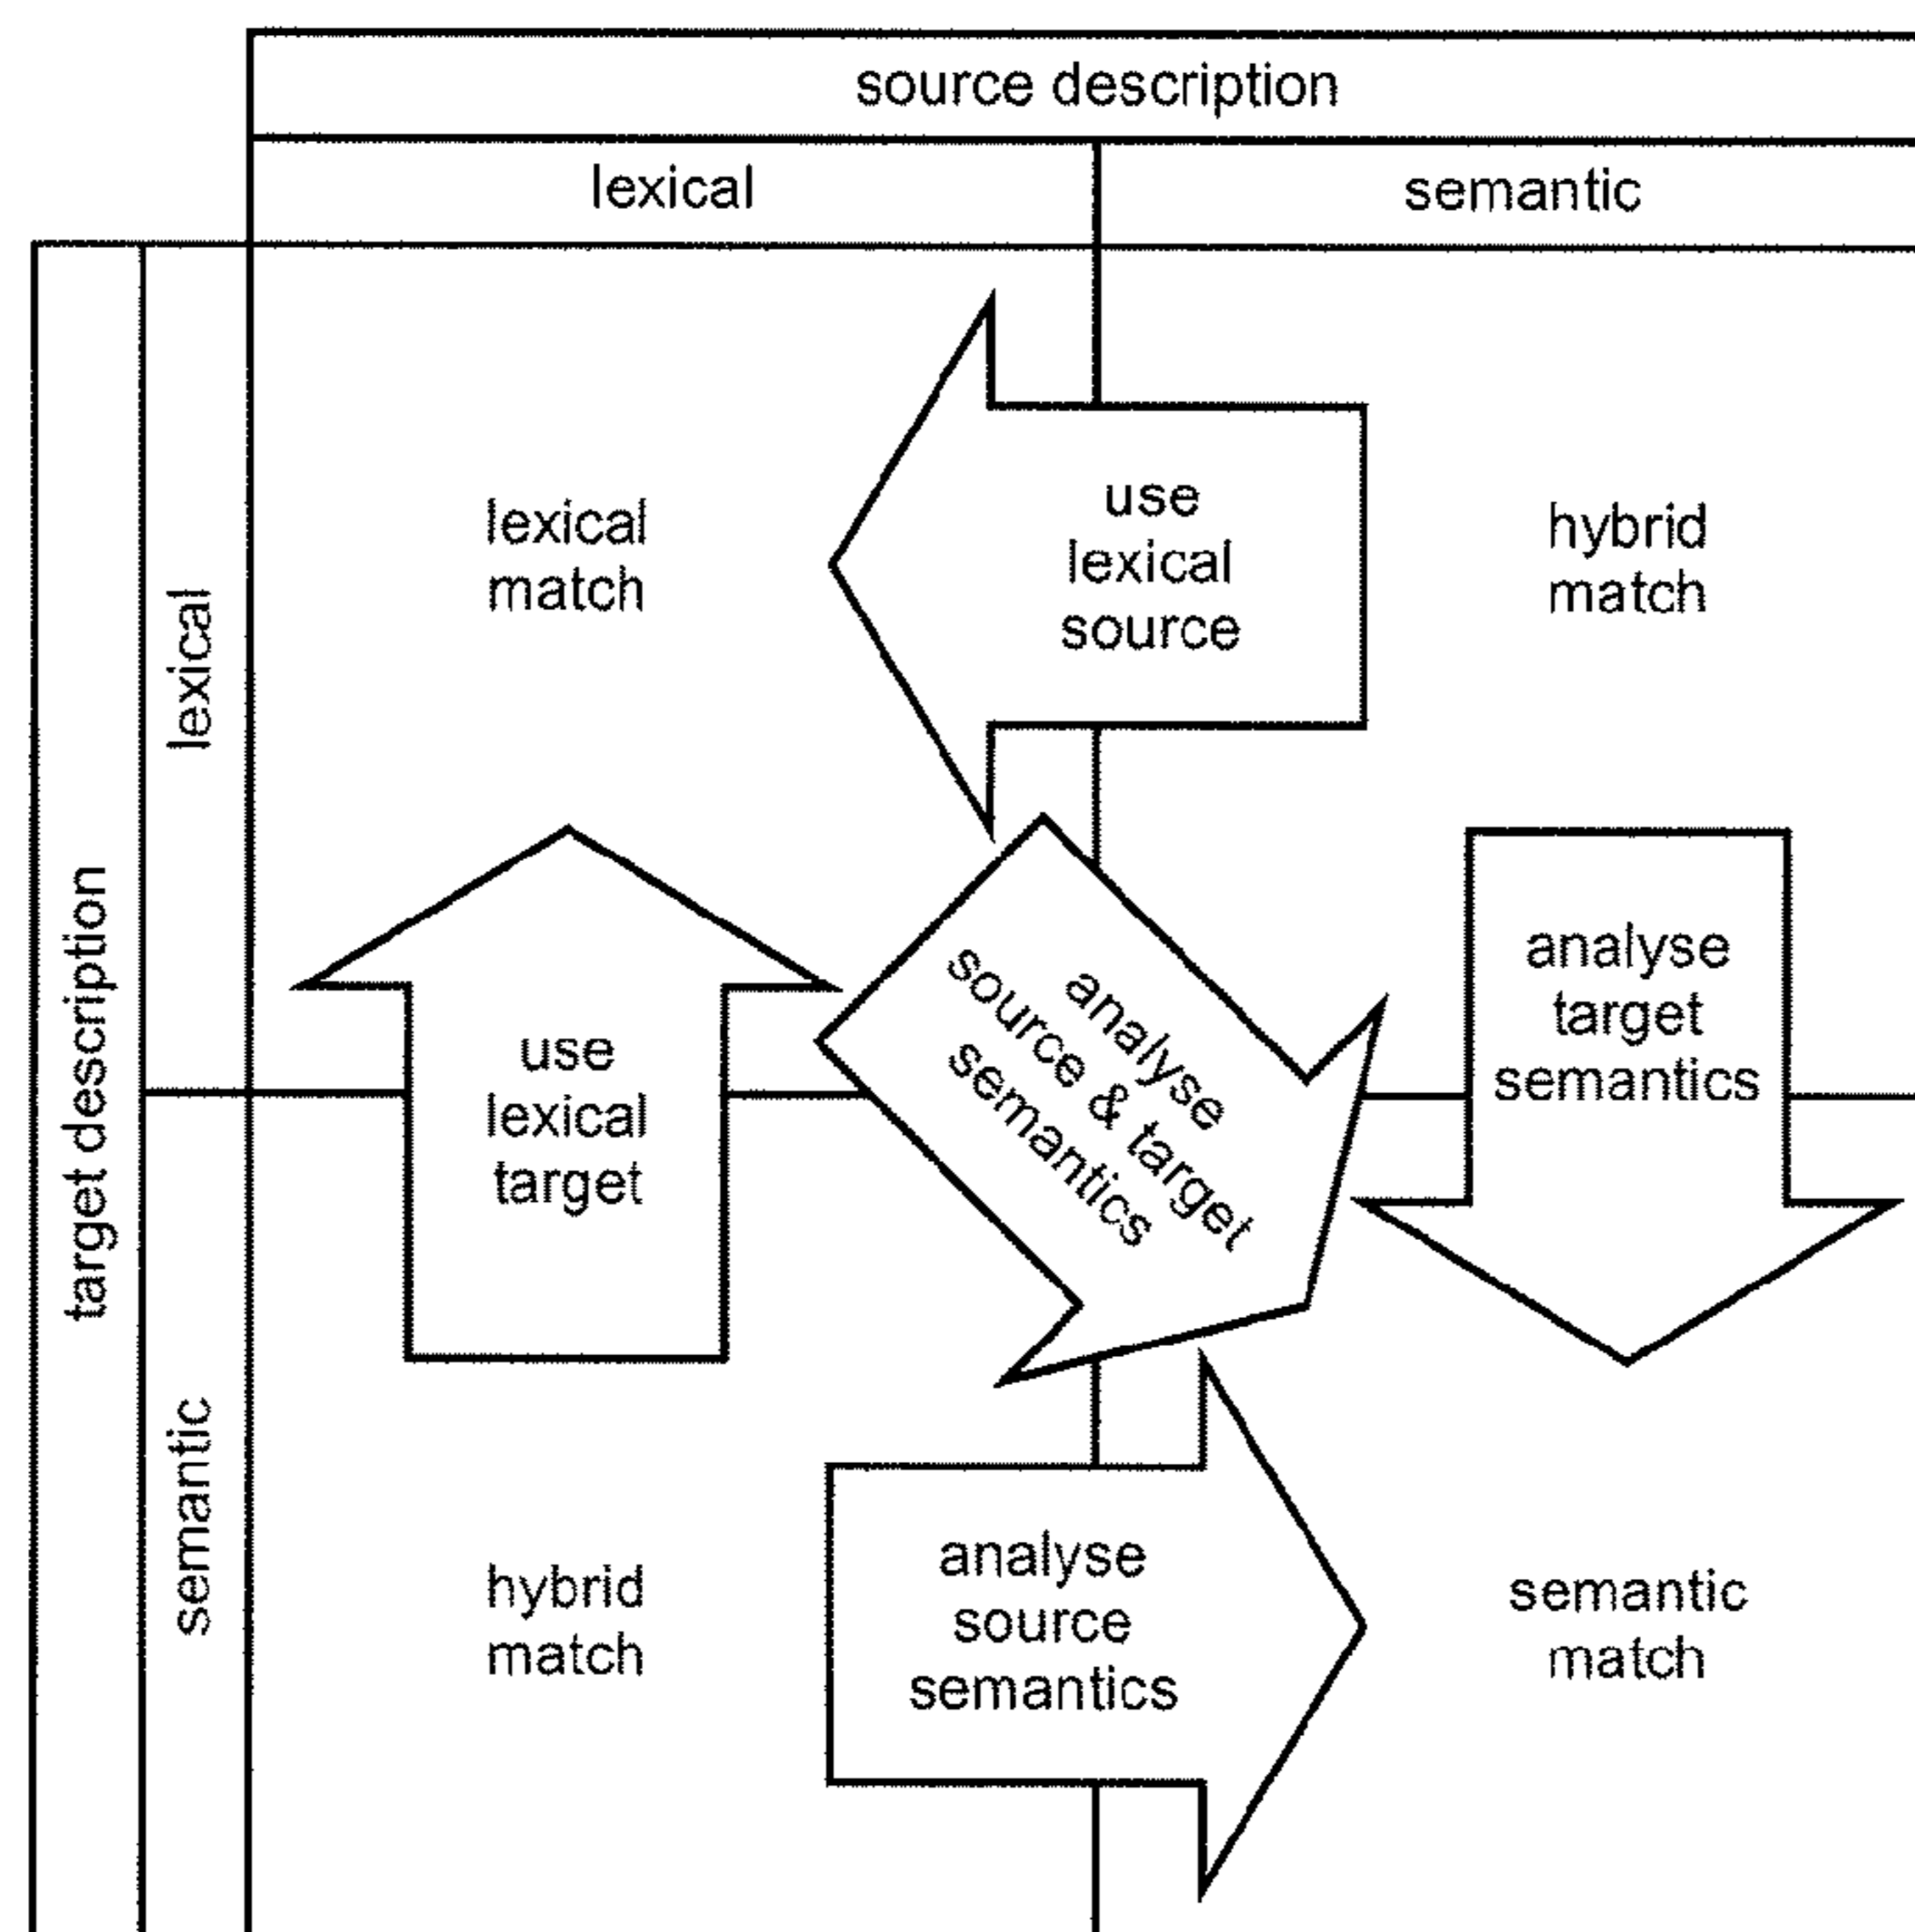 source description
lexical
semantic
target description
lexical
semantic
lexical
match
use
lexical
source
hybrid
match
use
lexical
target
analyse
source & target
semantics
analyse
target
semantics
hybrid
match
analyse
source
semantics
semantic
match